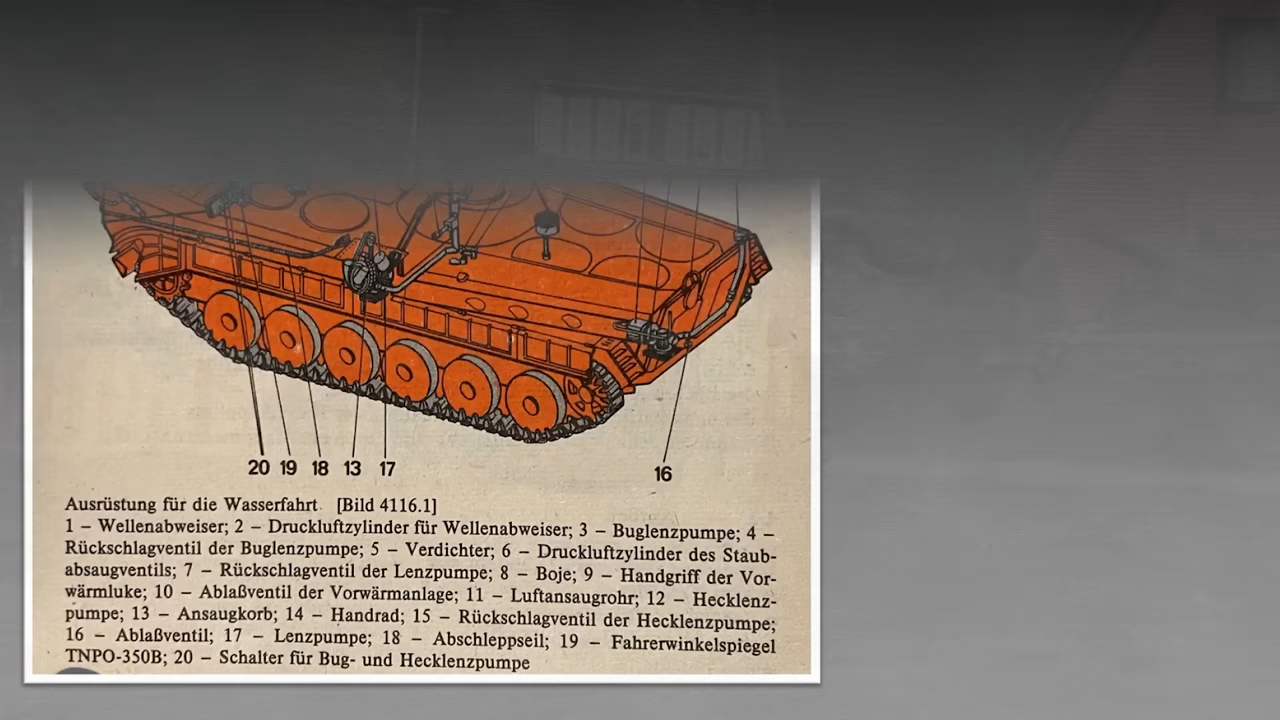 20 19 18 13 17
16
Ausrüstung für die Wasserfahrt [Bild 4116.1]
1 – Wellenabweiser; 2 – Druckluftzylinder für Wellenabweiser; 3 – Buglenzpumpe; 4 –
Rückschlagventil der Buglenzpumpe; 5 – Verdichter; 6 – Druckluftzylinder des Staub-
absaugventils; 7 – Rückschlagventil der Lenzpumpe; 8 – Boje; 9 – Handgriff der Vor-
wärmluke; 10 – Ablaßventil der Vorwärmanlage; 11 – Luftansaugrohr; 12 – Hecklenz-
pumpe; 13 – Ansaugkorb; 14 – Handrad; 15 – Rückschlagventil der Hecklenzpumpe;
16 – Ablaßventil; 17 – Lenzpumpe; 18 – Abschleppseil; 19 – Fahrerwinkelspiegel
TNPO-350B; 20 – Schalter für Bug- und Hecklenzpumpe